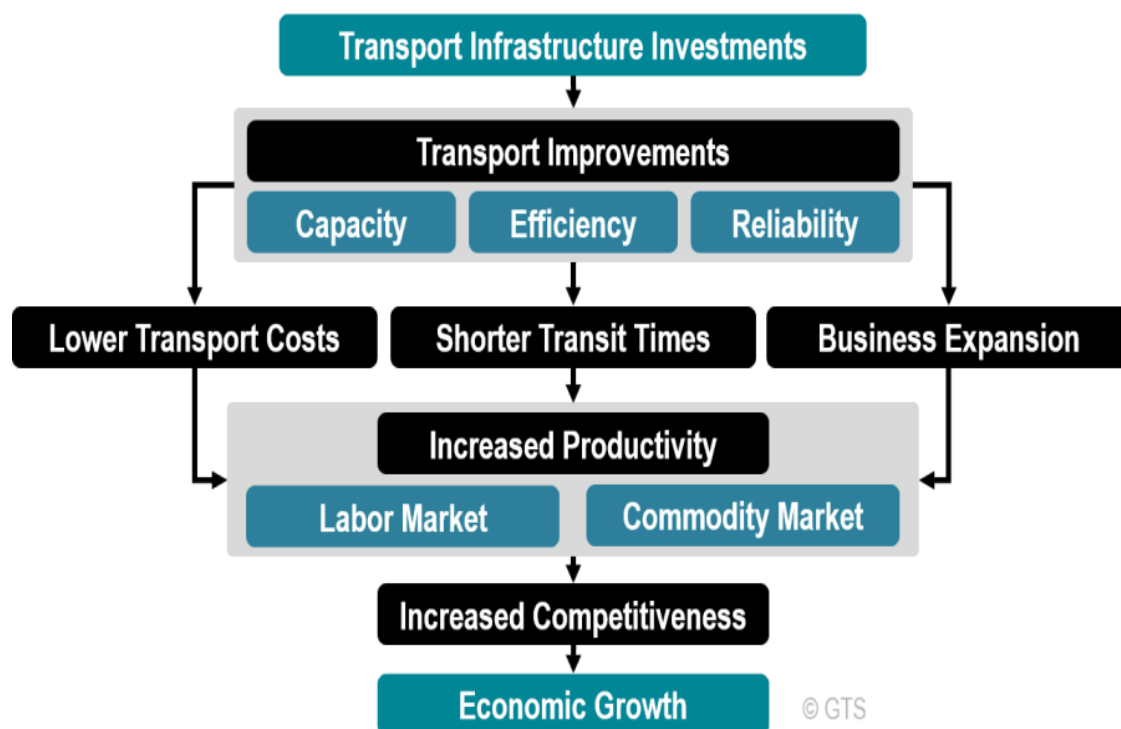 Transport Infrastructure Investments
Transport Improvements
Capacity
Efficiency
Reliability
Lower Transport Costs
Shorter Transit Times
Business Expansion
Increased Productivity
Labor Market
Commodity Market
Increased Competitiveness
Economic Growth
© GTS